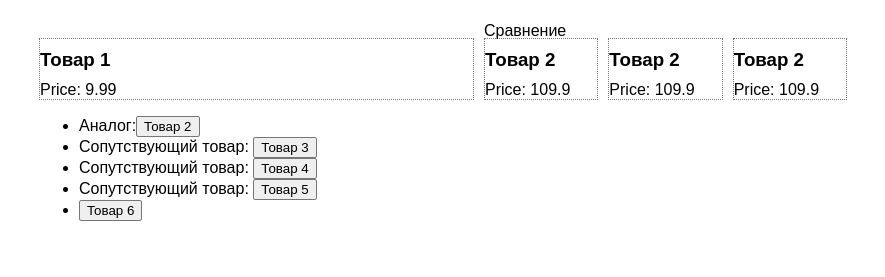 Сравнение
Товар 1
Price: 9.99
Товар 2
Price: 109.9
Товар 2
Price: 109.9
Товар 2
Price: 109.9
Аналог: Товар 2
Сопутствующий товар: Товар 3
Сопутствующий товар: Товар 4
Сопутствующий товар: Товар 5
Товар 6